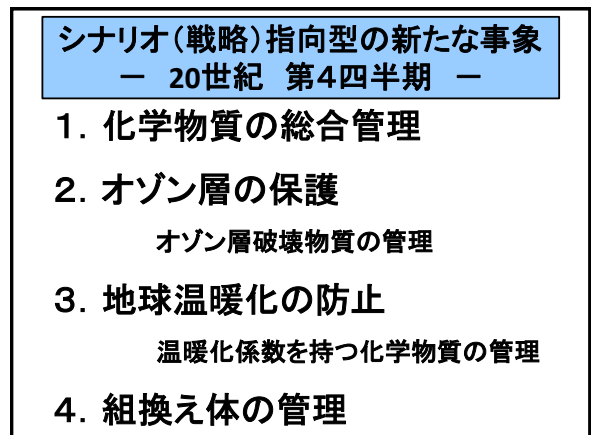 シナリオ（戦略）指向型の新たな事象
－ 20世紀 第４四半期 －
１．化学物質の総合管理
２．オゾン層の保護
オゾン層破壊物質の管理
３．地球温暖化の防止
温暖化係数を持つ化学物質の管理
４．組換え体の管理